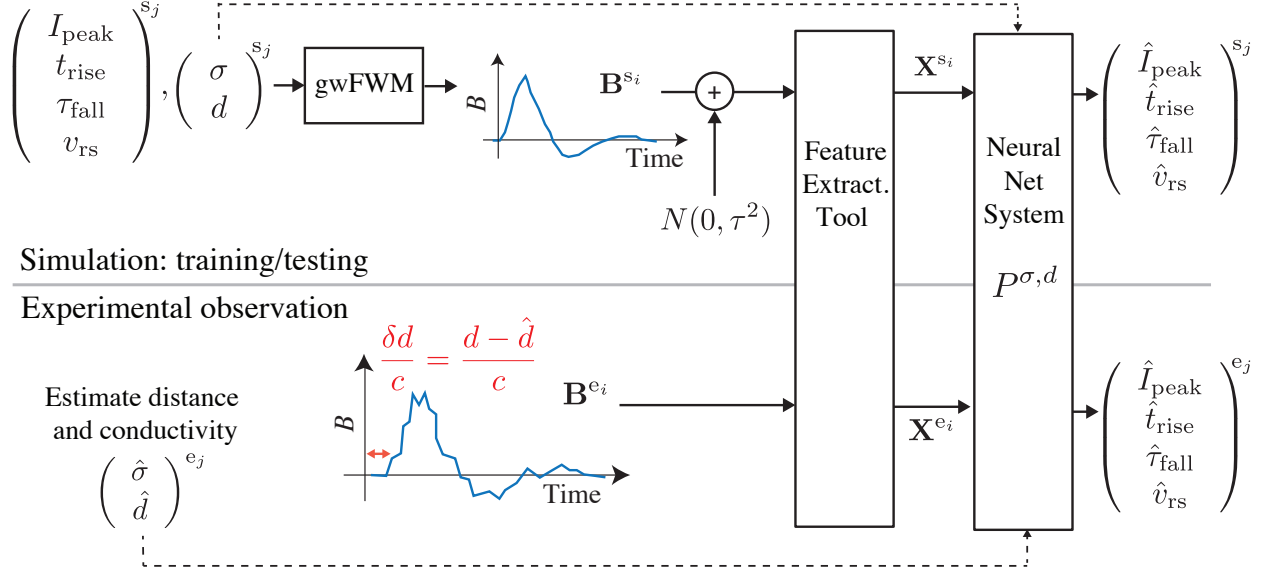 I_peak
t_rise
τ_fall
v_rs
s_j
,
σ
d
s_j
gwFWM
B
Time
B^{s_i}
+
N(0, τ²)
Feature
Extract.
Tool
X^{s_i}
Neural
Net
System
P^{σ,d}
Î_peak
t̂_rise
τ̂_fall
v̂_rs
s_j
Simulation: training/testing
Experimental observation
Estimate distance
and conductivity
σ̂
d̂
e_j
δd/c = (d − d̂)/c
B
Time
B^{e_i}
X^{e_i}
Î_peak
t̂_rise
τ̂_fall
v̂_rs
e_j